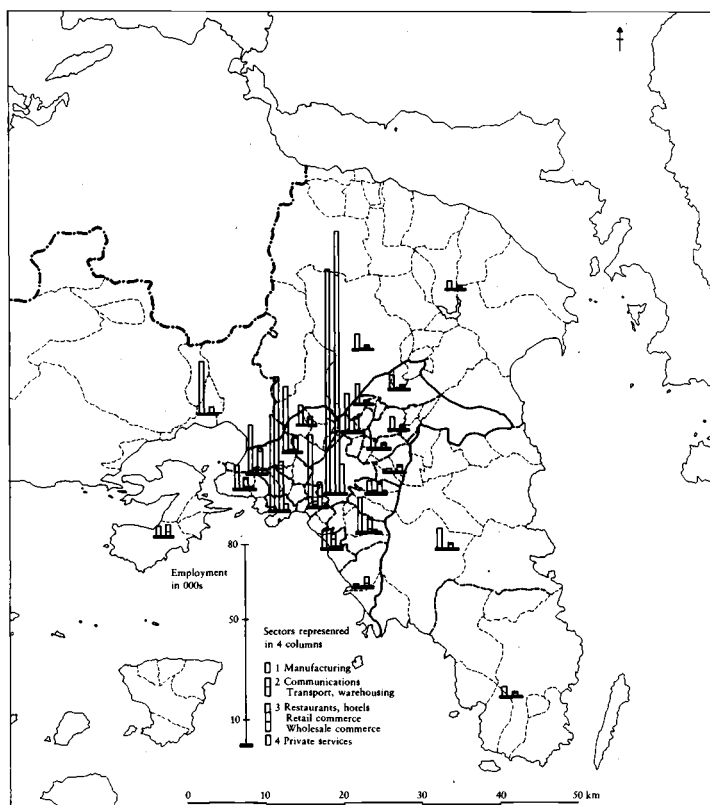 80
Employment
in 000s
50
Sectors represenred
in 4 columns
1 Manufacturing
2 Communications
Transport, warehousing
3 Restaurants, hotels
Retail commerce
Wholesale commerce
10
4 Private services
0 10 20 30 40 50 km